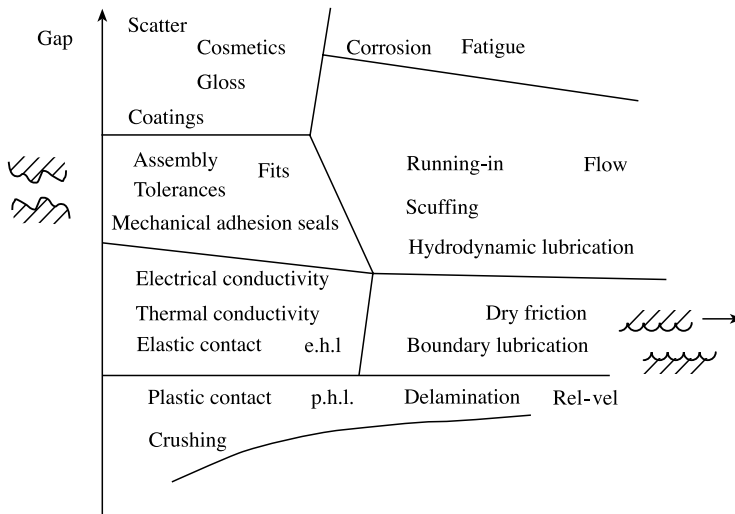 Gap
Scatter
Cosmetics
Corrosion Fatigue
Gloss
Coatings
Assembly
Fits
Tolerances
Mechanical adhesion seals
Running-in Flow
Scuffing
Hydrodynamic lubrication
Electrical conductivity
Thermal conductivity
Elastic contact e.h.l
Dry friction
Boundary lubrication
Plastic contact p.h.l. Delamination Rel-vel
Crushing